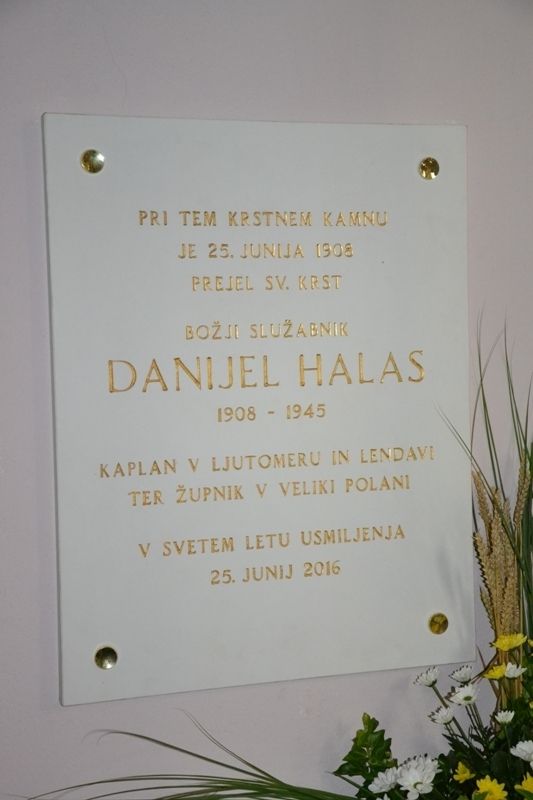 PRI TEM KRSTNEM KAMNU
JE 25. JUNIJA 1908
PREJEL SV. KRST
BOŽJI SLUŽABNIK
DANIJEL HALAS
1908 - 1945
KAPLAN V LJUTOMERU IN LENDAVI
TER ŽUPNIK V VELIKI POLANI
V SVETEM LETU USMILJENJA
25. JUNIJ 2016